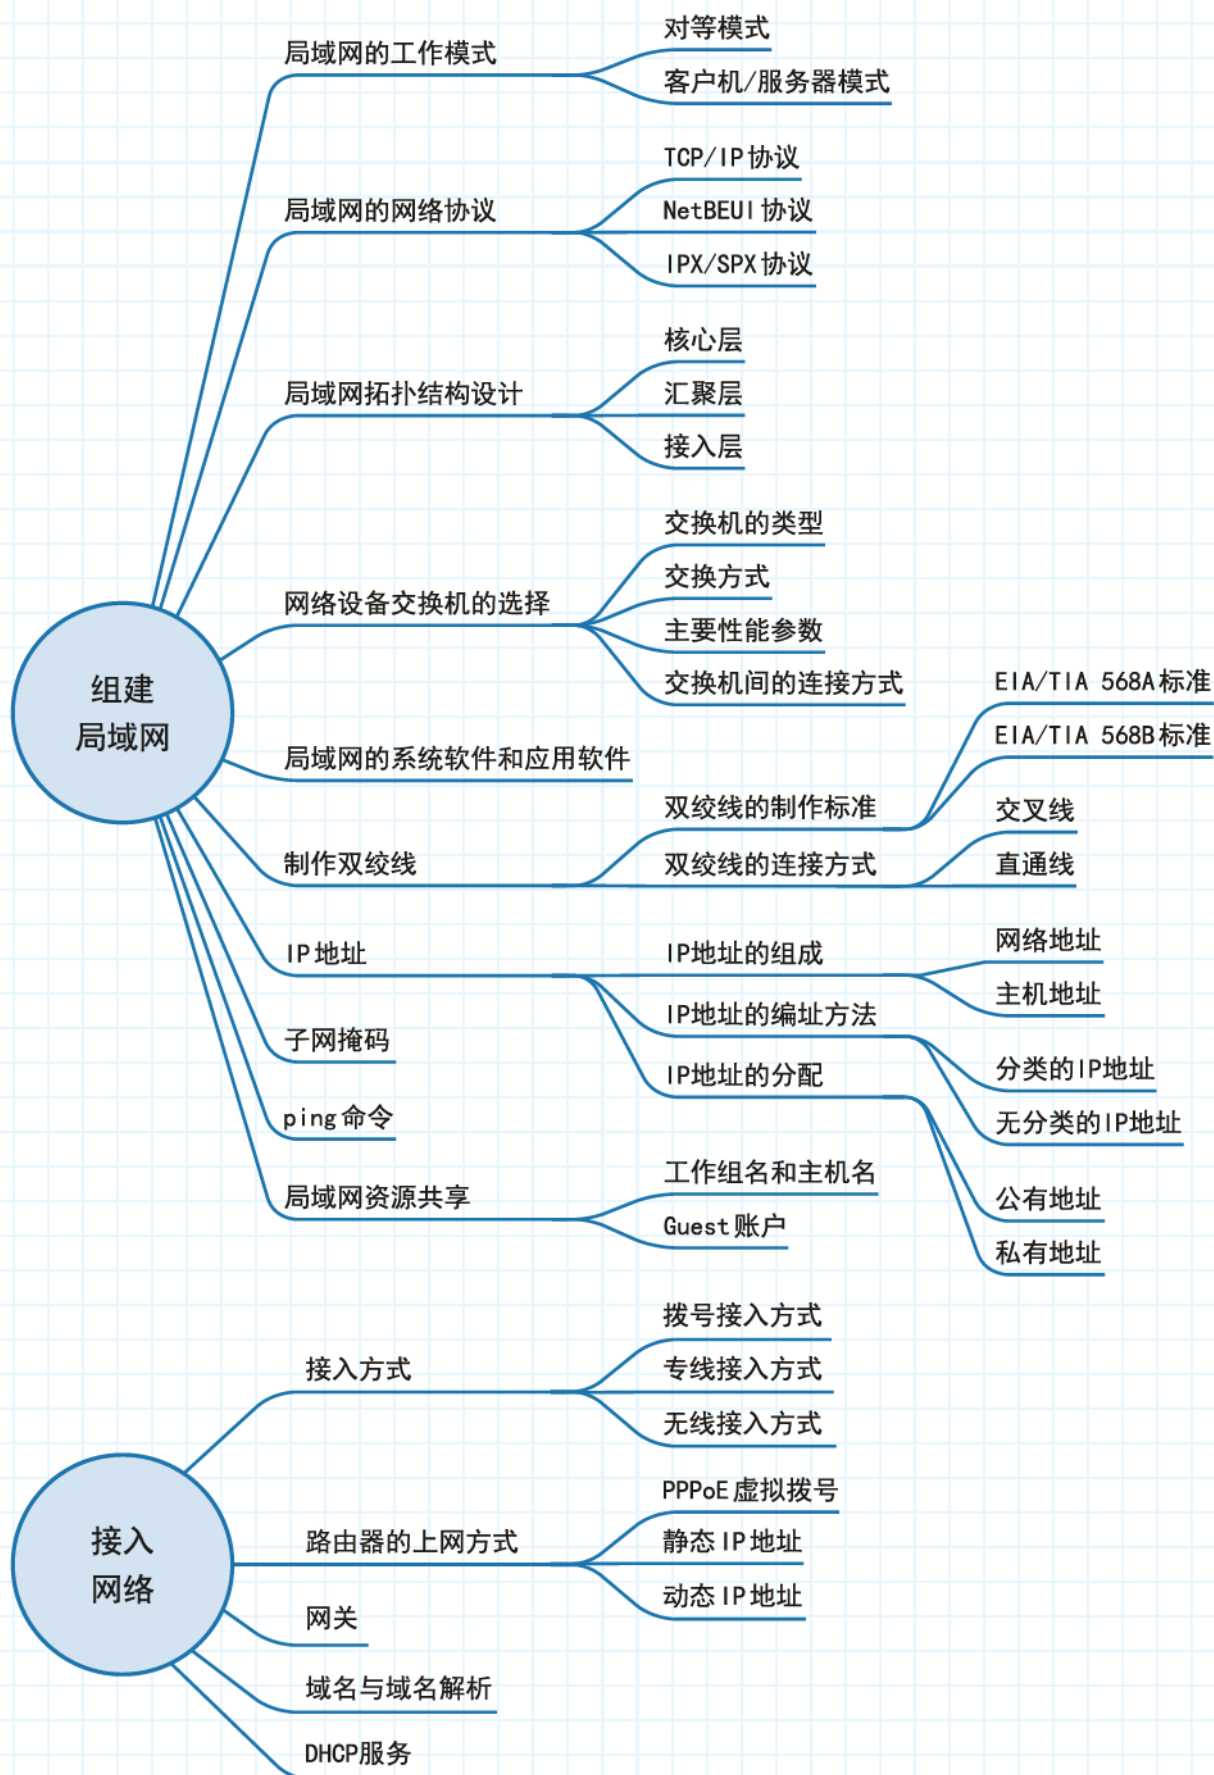 对等模式
局域网的工作模式
客户机/服务器模式
TCP/IP协议
局域网的网络协议
NetBEUI协议
IPX/SPX协议
核心层
局域网拓扑结构设计
汇聚层
接入层
交换机的类型
交换方式
网络设备交换机的选择
主要性能参数
交换机间的连接方式
EIA/TIA 568A标准
组建
局域网
EIA/TIA 568B标准
局域网的系统软件和应用软件
双绞线的制作标准
交叉线
制作双绞线
双绞线的连接方式
直通线
IP地址
IP地址的组成
网络地址
主机地址
IP地址的编址方法
子网掩码
分类的IP地址
IP地址的分配
无分类的IP地址
ping命令
工作组名和主机名
局域网资源共享
公有地址
Guest账户
私有地址
拨号接入方式
接入方式
专线接入方式
无线接入方式
PPPoE虚拟拨号
接入
网络
路由器的上网方式
静态IP地址
动态IP地址
网关
域名与域名解析
DHCP服务